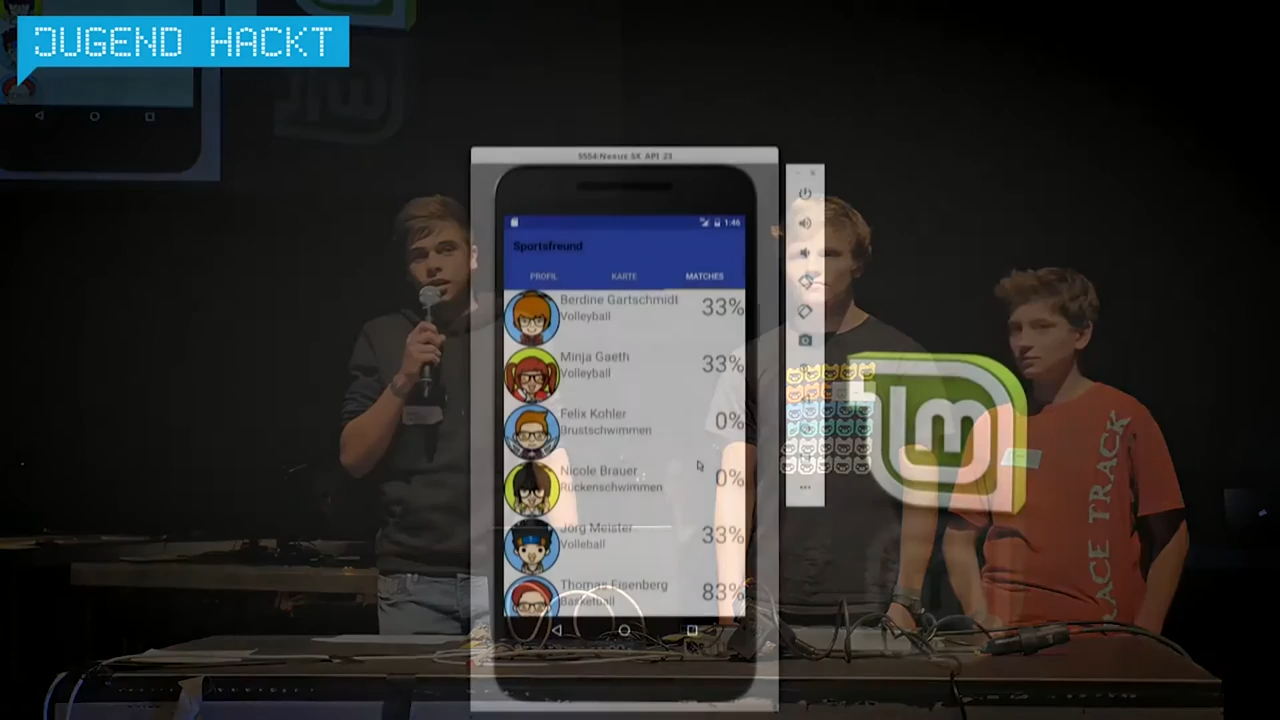 JUGEND HACKT
5554:Nexus 5X API 23
1:46
Sportsfreund
PROFIL KARTE MATCHES
Berdine Gartschmidt 33%
Volleyball
Minja Gaeth 33%
Volleyball
Felix Kohler 0%
Brustschwimmen
Nicole Brauer 0%
Rückenschwimmen
Jörg Meister 33%
Volleball
Thomas Eisenberg 83%
Basketball
lm
RACE TRACK